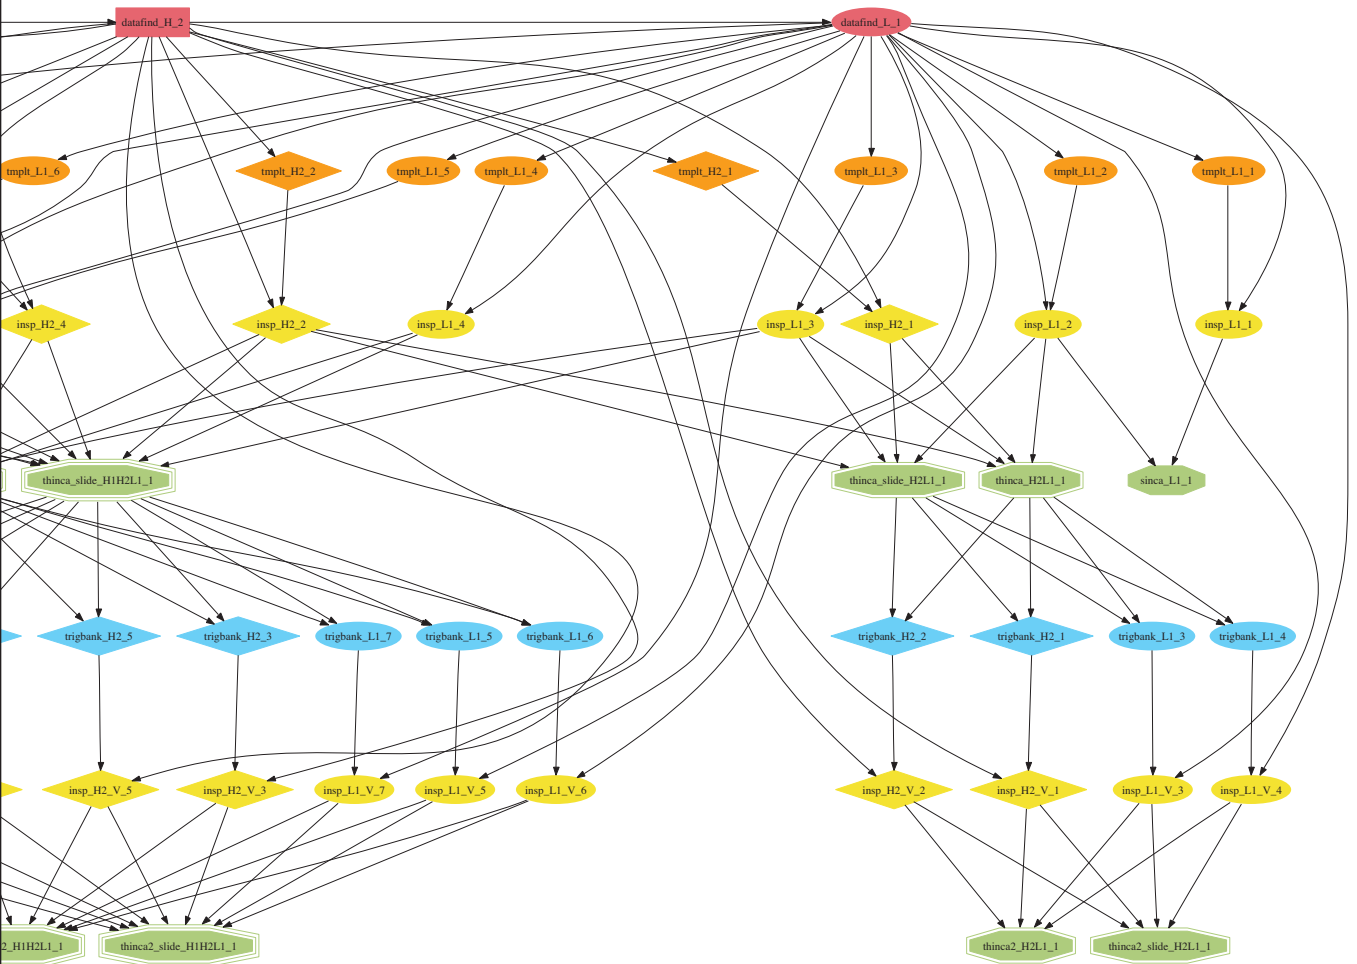 datafind_H_2
datafind_L_1
tmplt_L1_6
tmplt_H2_2
tmplt_L1_5
tmplt_L1_4
tmplt_H2_1
tmplt_L1_3
tmplt_L1_2
tmplt_L1_1
insp_H2_4
insp_H2_2
insp_L1_4
insp_L1_3
insp_H2_1
insp_L1_2
insp_L1_1
thinca_slide_H1H2L1_1
thinca_slide_H2L1_1
thinca_H2L1_1
sinca_L1_1
trigbank_H2_5
trigbank_H2_3
trigbank_L1_7
trigbank_L1_5
trigbank_L1_6
trigbank_H2_2
trigbank_H2_1
trigbank_L1_3
trigbank_L1_4
insp_H2_V_5
insp_H2_V_3
insp_L1_V_7
insp_L1_V_5
insp_L1_V_6
insp_H2_V_2
insp_H2_V_1
insp_L1_V_3
insp_L1_V_4
2_H1H2L1_1
thinca2_slide_H1H2L1_1
thinca2_H2L1_1
thinca2_slide_H2L1_1